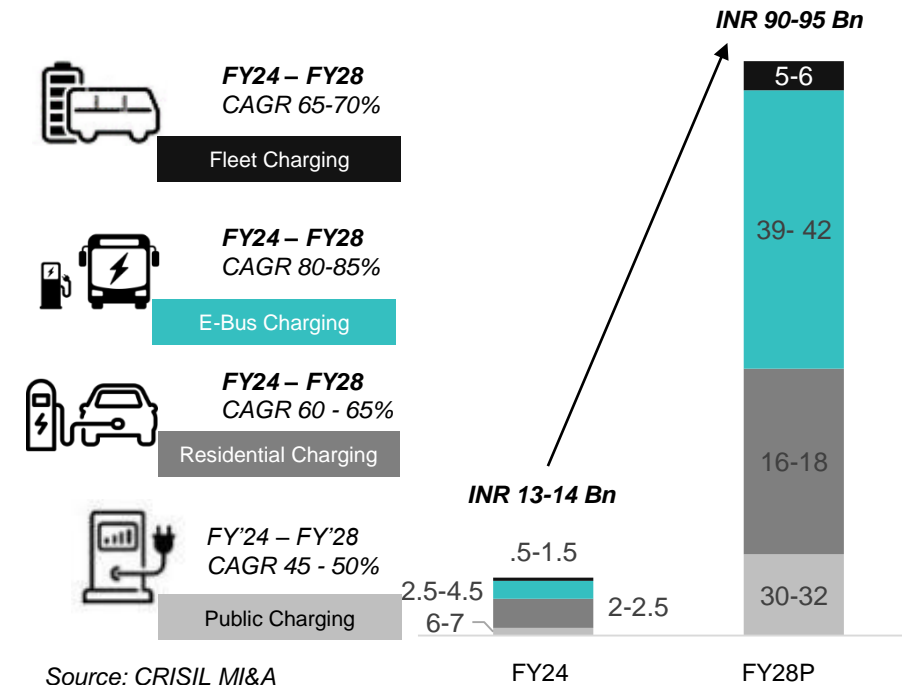 INR 90-95 Bn
FY24 – FY28
CAGR 65-70%
Fleet Charging
5-6
FY24 – FY28
CAGR 80-85%
E-Bus Charging
39- 42
FY24 – FY28
CAGR 60 - 65%
Residential Charging
16-18
INR 13-14 Bn
FY’24 – FY’28
CAGR 45 - 50%
Public Charging
.5-1.5
2.5-4.5
2-2.5
6-7
30-32
Source: CRISIL MI&A
FY24
FY28P